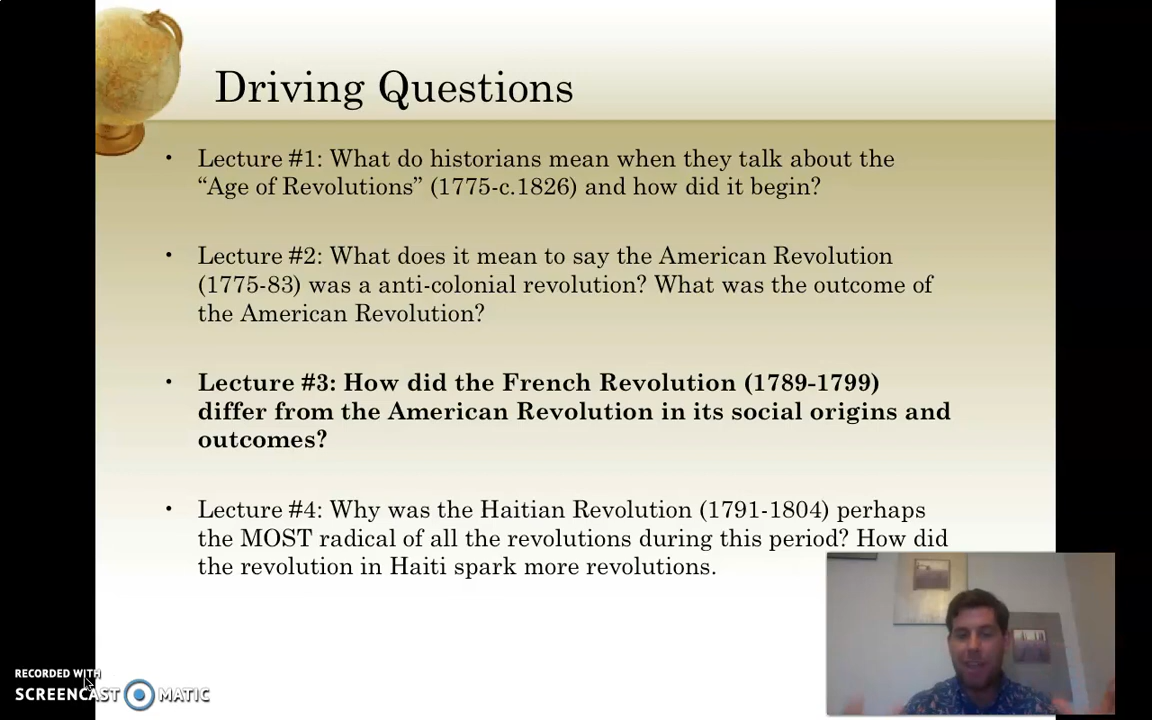 Driving Questions
• Lecture #1: What do historians mean when they talk about the
“Age of Revolutions” (1775-c.1826) and how did it begin?
• Lecture #2: What does it mean to say the American Revolution
(1775-83) was a anti-colonial revolution? What was the outcome of
the American Revolution?
• Lecture #3: How did the French Revolution (1789-1799)
differ from the American Revolution in its social origins and
outcomes?
• Lecture #4: Why was the Haitian Revolution (1791-1804) perhaps
the MOST radical of all the revolutions during this period? How did
the revolution in Haiti spark more revolutions.
RECORDED WITH
SCREENCAST MATIC